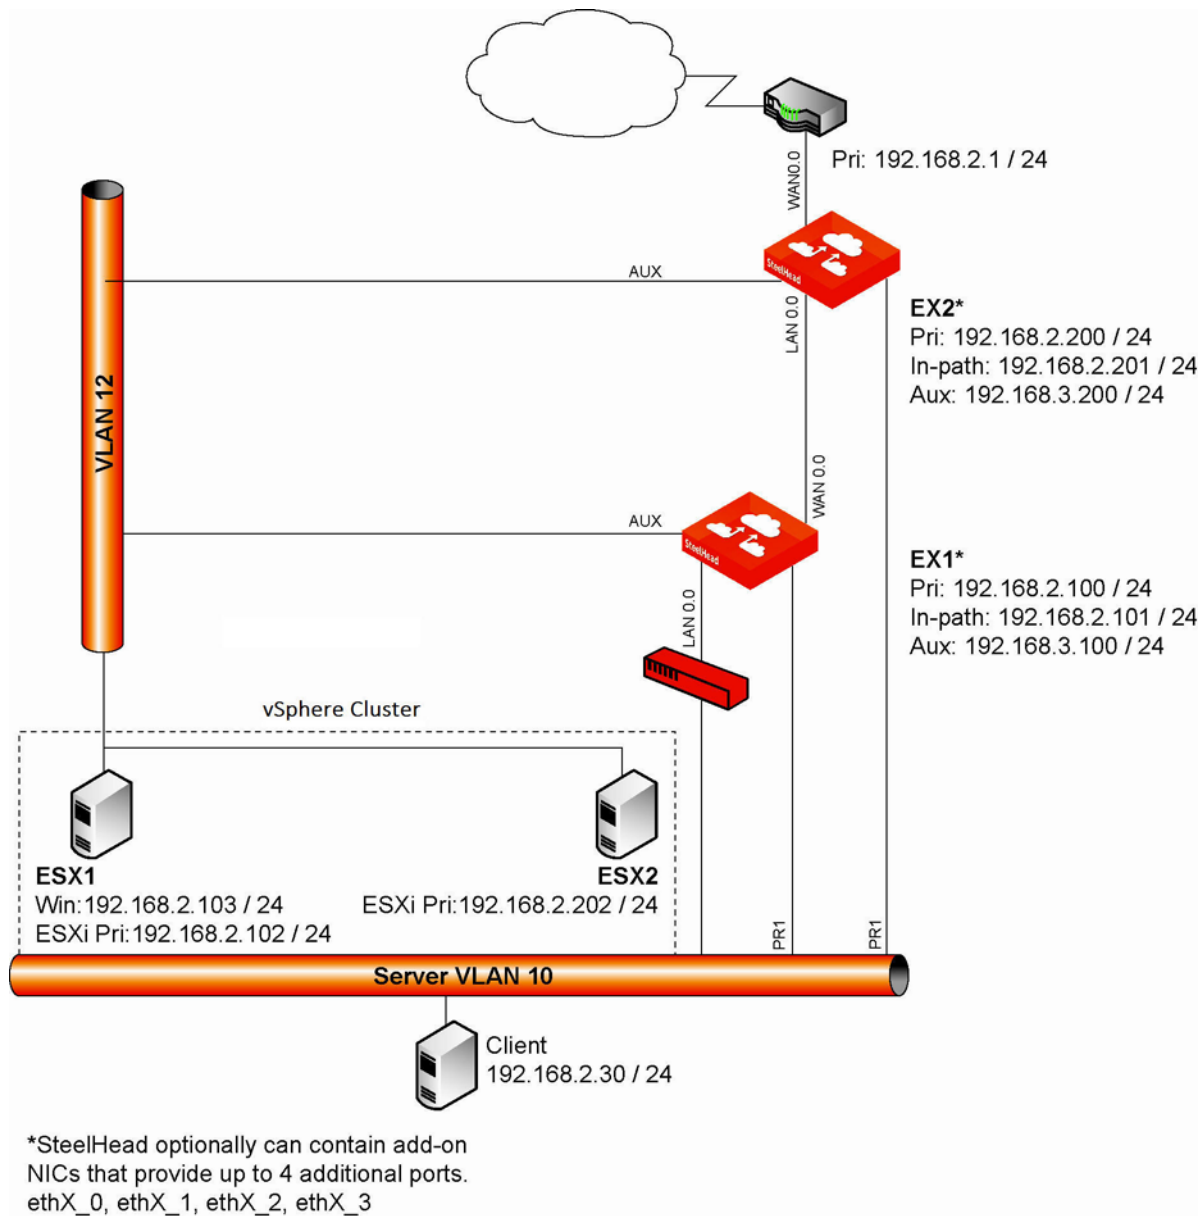 WAN0.0
Pri: 192.168.2.1 / 24
SteelHead
AUX
LAN 0.0
EX2*
Pri: 192.168.2.200 / 24
In-path: 192.168.2.201 / 24
Aux: 192.168.3.200 / 24
VLAN 12
WAN 0.0
AUX
SteelHead
EX1*
Pri: 192.168.2.100 / 24
In-path: 192.168.2.101 / 24
Aux: 192.168.3.100 / 24
LAN 0.0
vSphere Cluster
ESX1
Win:192.168.2.103 / 24
ESXi Pri:192.168.2.102 / 24
ESX2
ESXi Pri:192.168.2.202 / 24
PR1
PR1
Server VLAN 10
Client
192.168.2.30 / 24
*SteelHead optionally can contain add-on
NICs that provide up to 4 additional ports.
ethX_0, ethX_1, ethX_2, ethX_3